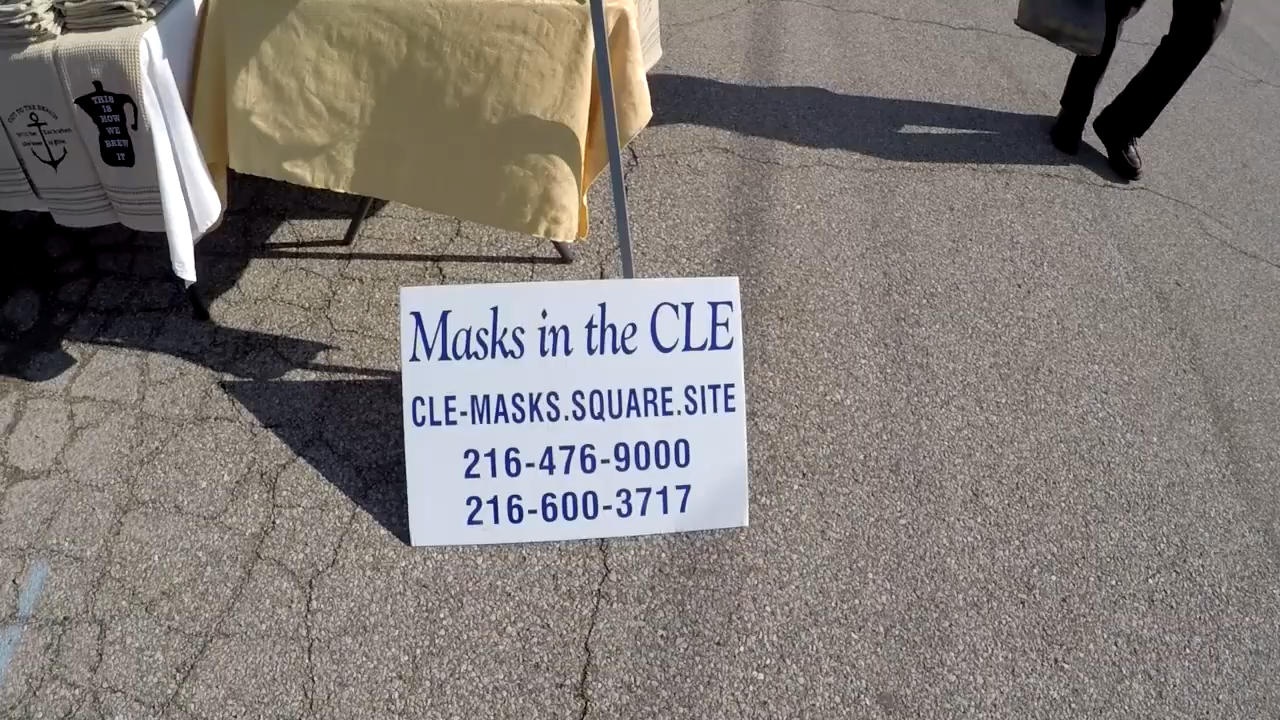 THIS
IS
HOW
WE
BREW
IT
Masks in the CLE
CLE-MASKS.SQUARE.SITE
216-476-9000
216-600-3717